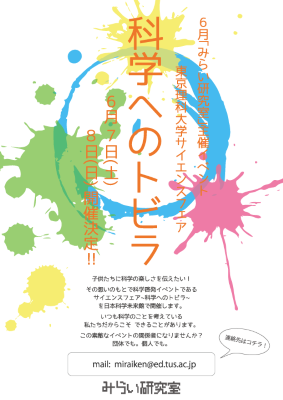 6月「みらい研究室」主催イベント
東京理科大学サイエンスフェア
科学へのトビラ
6月7日(土)
8日(日)開催決定!!
子供たちに科学の楽しさを伝えたい！
その思いのもとで科学啓発イベントである
サイエンスフェア~科学へのトビラ~
を日本科学未来館で開催します。
いつも科学のことを考えている
私たちだからこそ できることがあります。
この素敵なイベントの関係者になりませんか？
団体でも。個人でも。
連絡先はコチラ！
mail: miraiken@ed.tus.ac.jp
みらい研究室